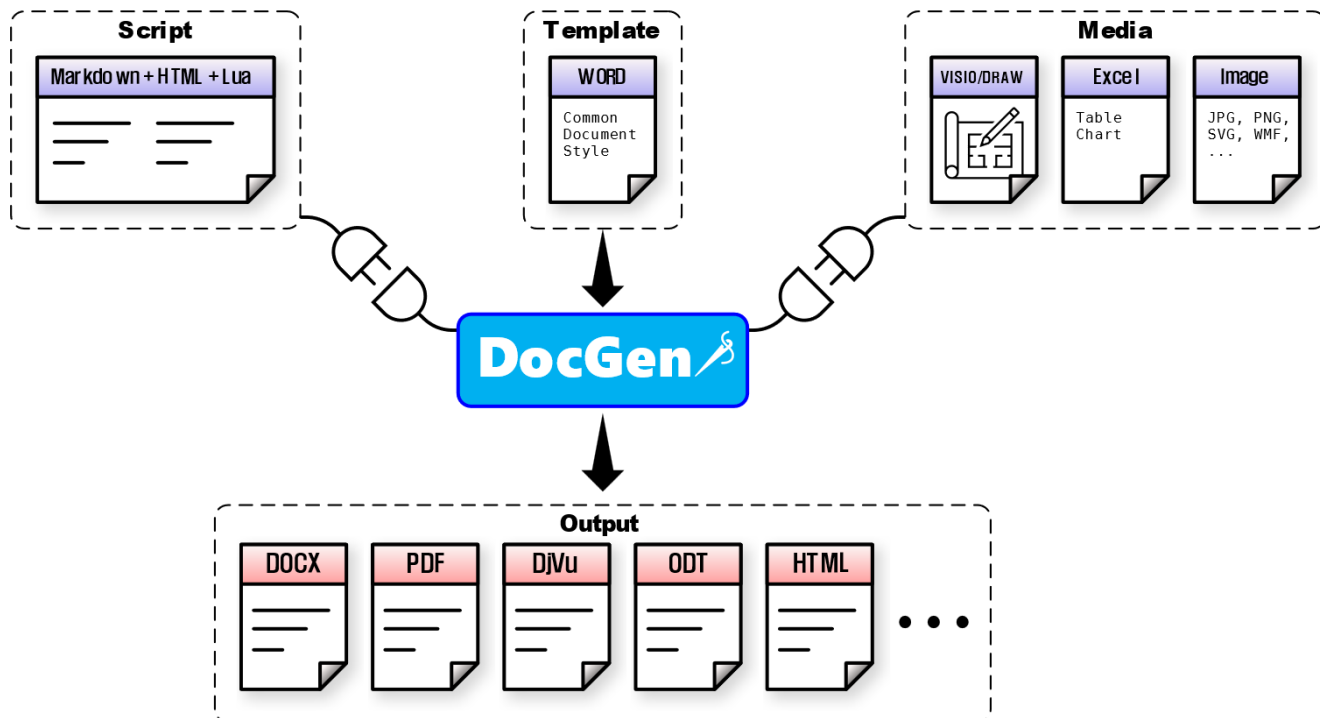 Script
Markdown + HTML + Lua
Template
WORD
Common
Document
Style
Media
VISIO/DRAW
Excel
Table
Chart
Image
JPG, PNG,
SVG, WMF,
...
DocGen
Output
DOCX
PDF
DjVu
ODT
HTML